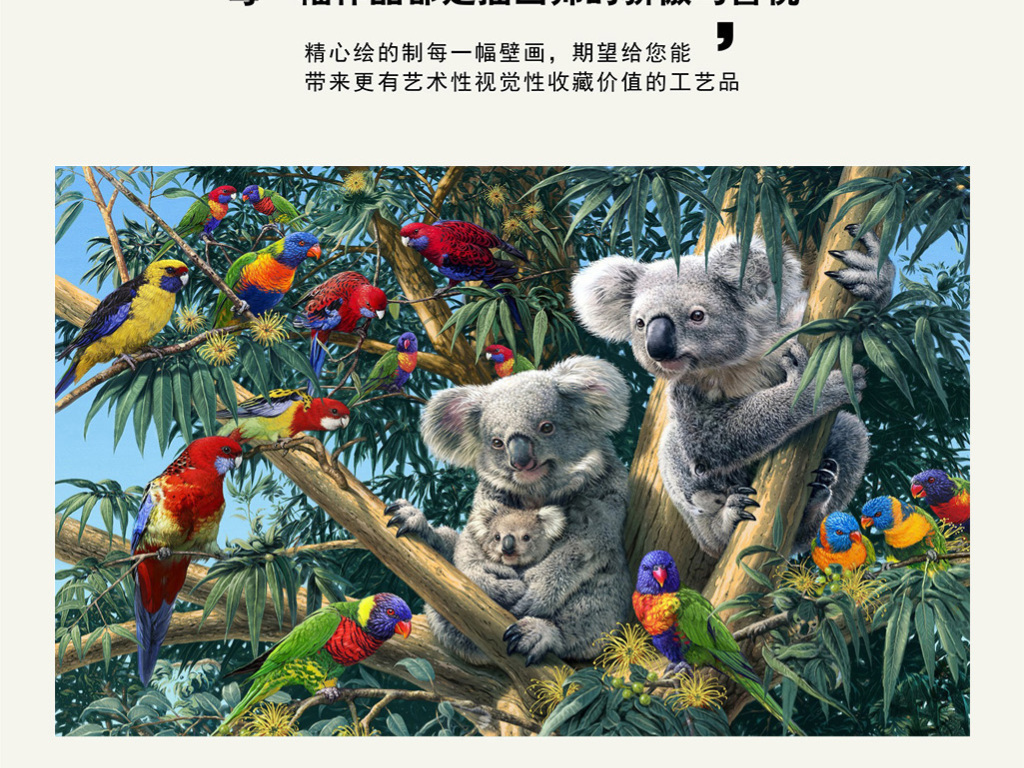 精心绘的制每一幅壁画，期望给您能
带来更有艺术性视觉性收藏价值的工艺品